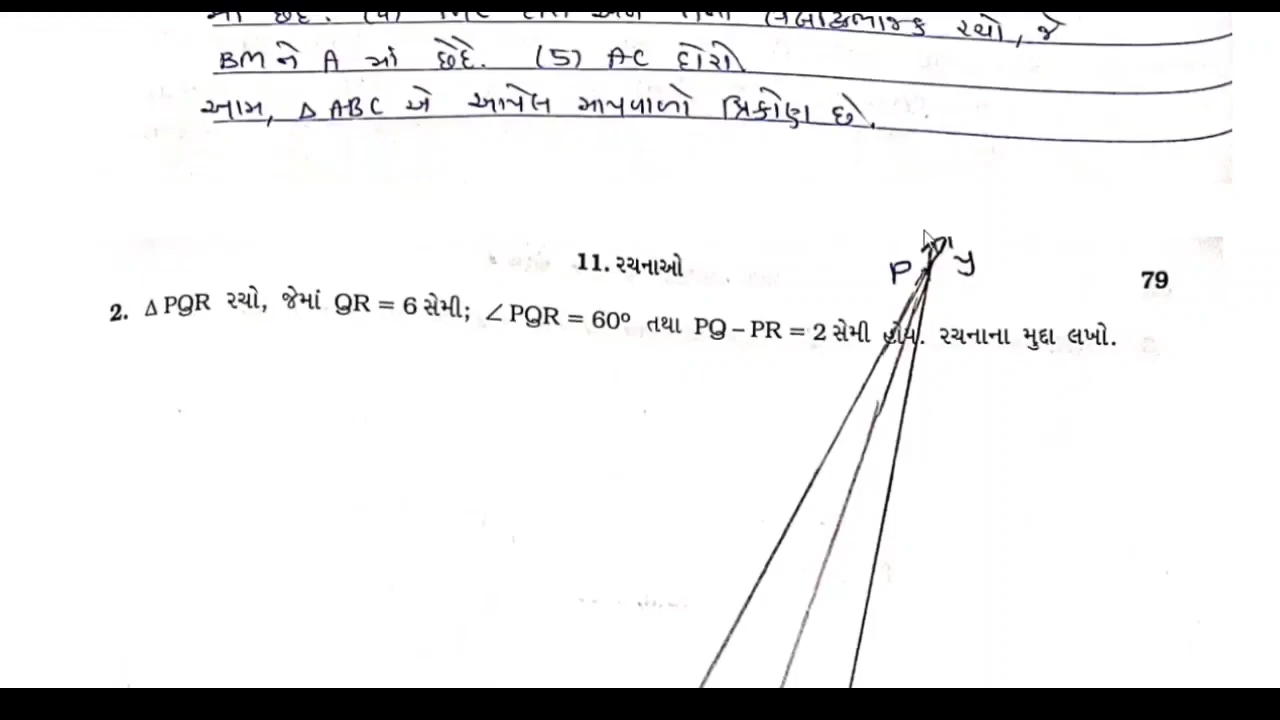 રચો, જે
BM ને A માં છેદે. (5) AC દોરો
આમ, Δ ABC એ આપેલ માપવાળો ત્રિકોણ છે.
11. રચનાઓ
79
P y
2. Δ PQR રચો, જેમાં QR = 6 સેમી; ∠PQR = 60° તથા PQ – PR = 2 સેમી હોય. રચનાના મુદ્દા લખો.